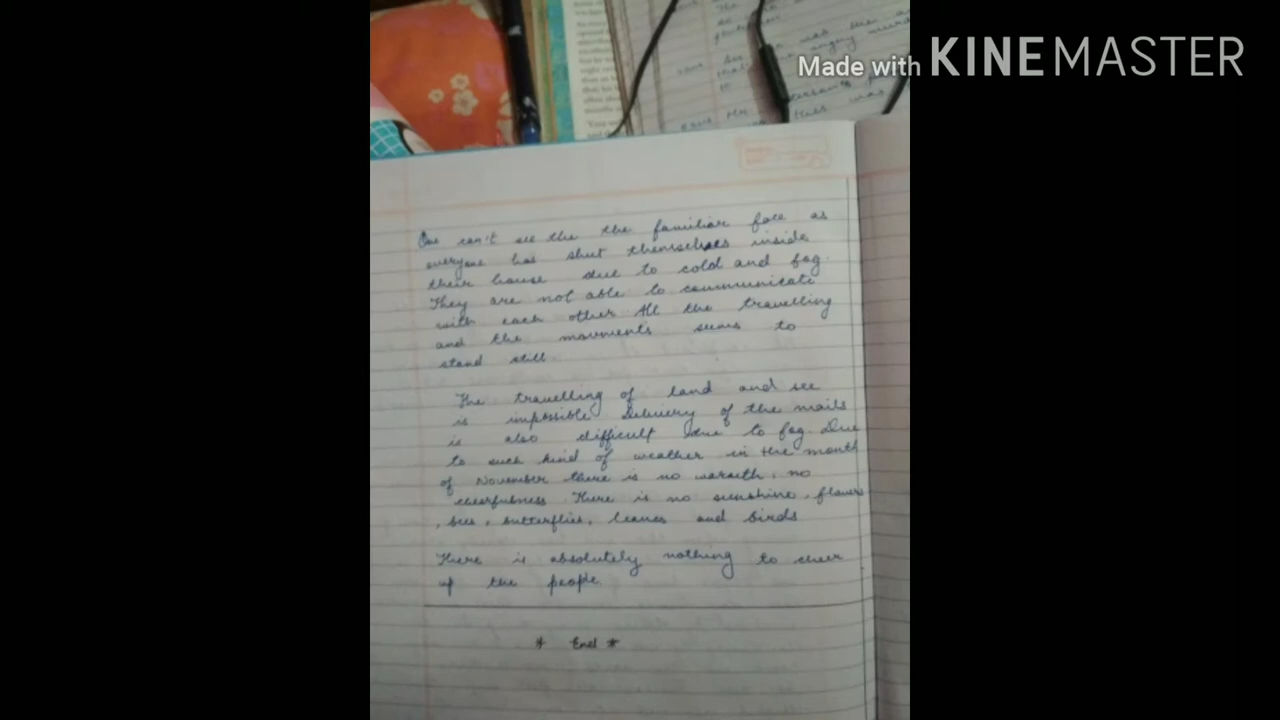 Made with KINEMASTER
One can't see the the familiar face as
everyone has shut themselves inside
their house due to cold and fog.
They are not able to communicate
with each other. All the travelling
and the movments seems to
stand still.
The travelling of land and see
is impossible Delivery of the mails
is also difficult due to fog. Due
to such kind of weather in the month
of November there is no warmth, no
cheerfulness. There is no sunshine, flower
, bees, butterflies, leaves and birds
There is absolutely nothing to cheer
up the people.
* End *